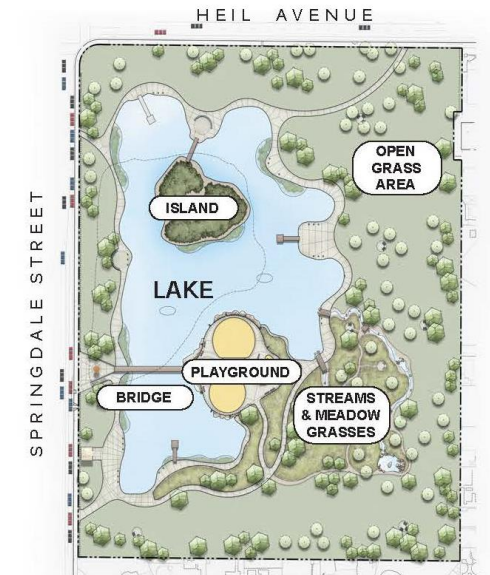 HEIL AVENUE
OPEN
GRASS
AREA
ISLAND
SPRINGDALE STREET
LAKE
PLAYGROUND
BRIDGE
STREAMS
& MEADOW
GRASSES